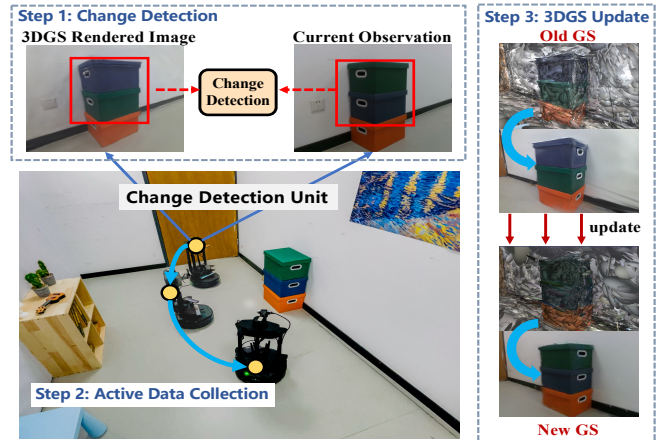 Step 1: Change Detection
3DGS Rendered Image
Current Observation
Change
Detection
Change Detection Unit
Step 2: Active Data Collection
Step 3: 3DGS Update
Old GS
update
New GS